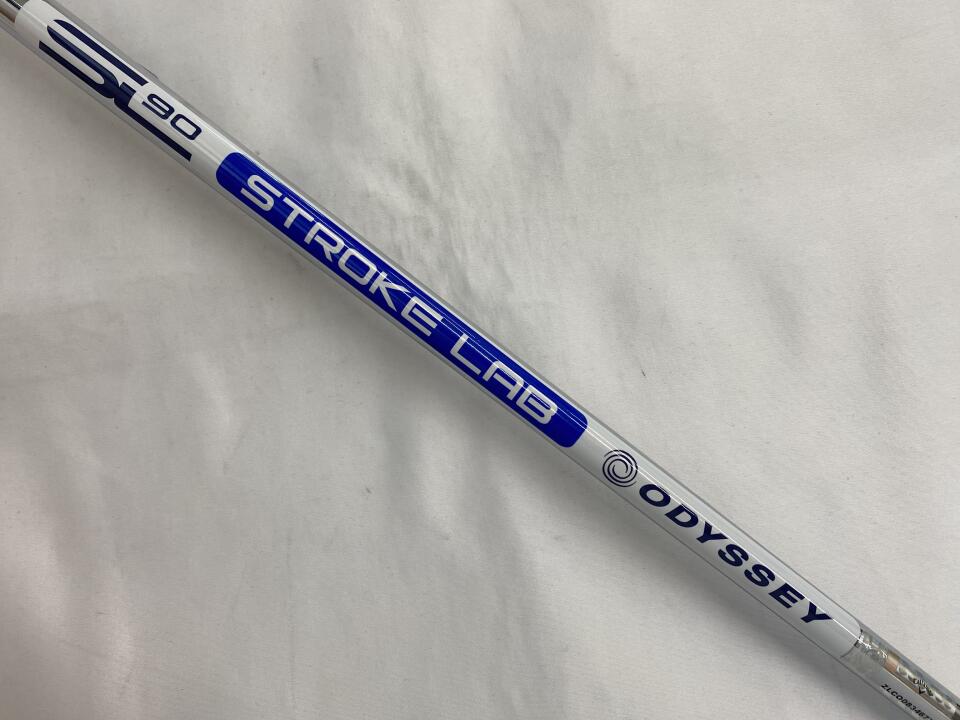 SL
90
STROKE LAB
ODYSSEY